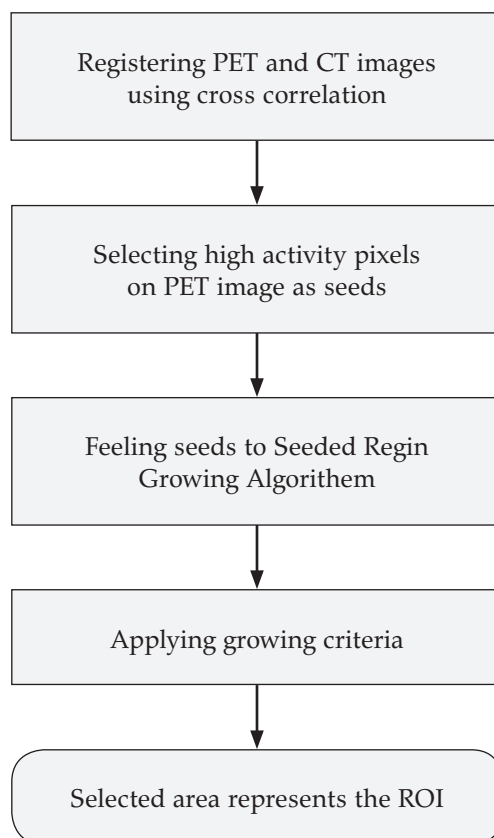 Registering PET and CT images
using cross correlation
Selecting high activity pixels
on PET image as seeds
Feeling seeds to Seeded Regin
Growing Algorithem
Applying growing criteria
Selected area represents the ROI